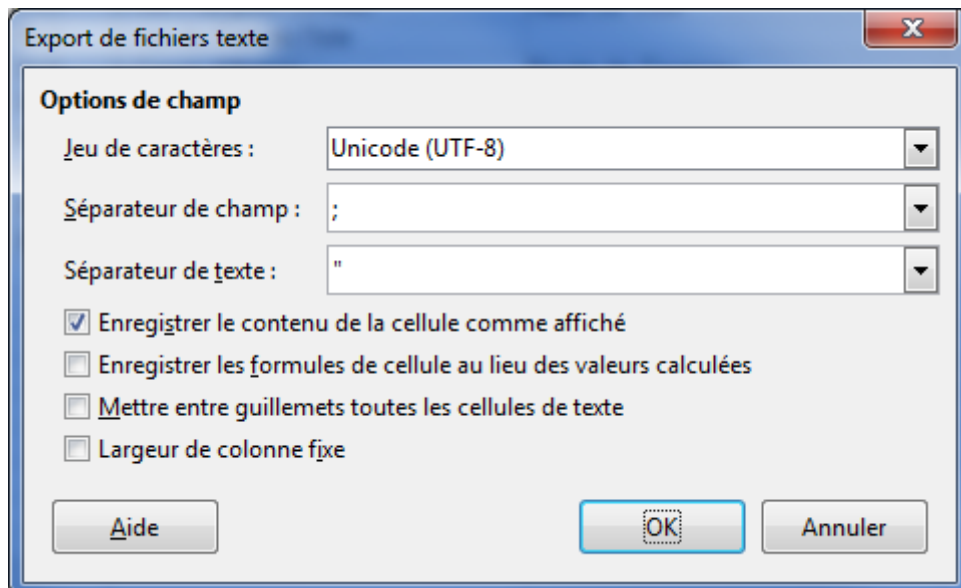 Export de fichiers texte
Options de champ
Jeu de caractères : Unicode (UTF-8)
Séparateur de champ : ;
Séparateur de texte : "
Enregistrer le contenu de la cellule comme affiché
Enregistrer les formules de cellule au lieu des valeurs calculées
Mettre entre guillemets toutes les cellules de texte
Largeur de colonne fixe
Aide OK Annuler